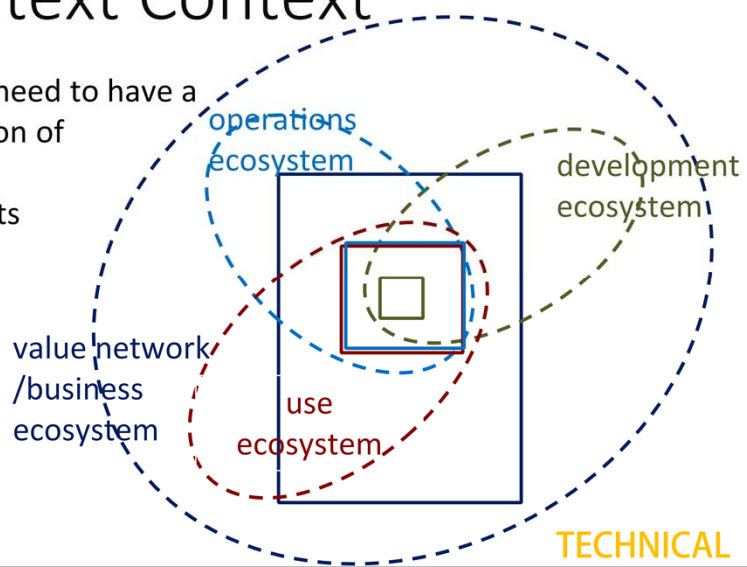 text Context
need to have a
on of
ts
operations
ecosystem
development
ecosystem
value network
/business
ecosystem
use
ecosystem
TECHNICAL